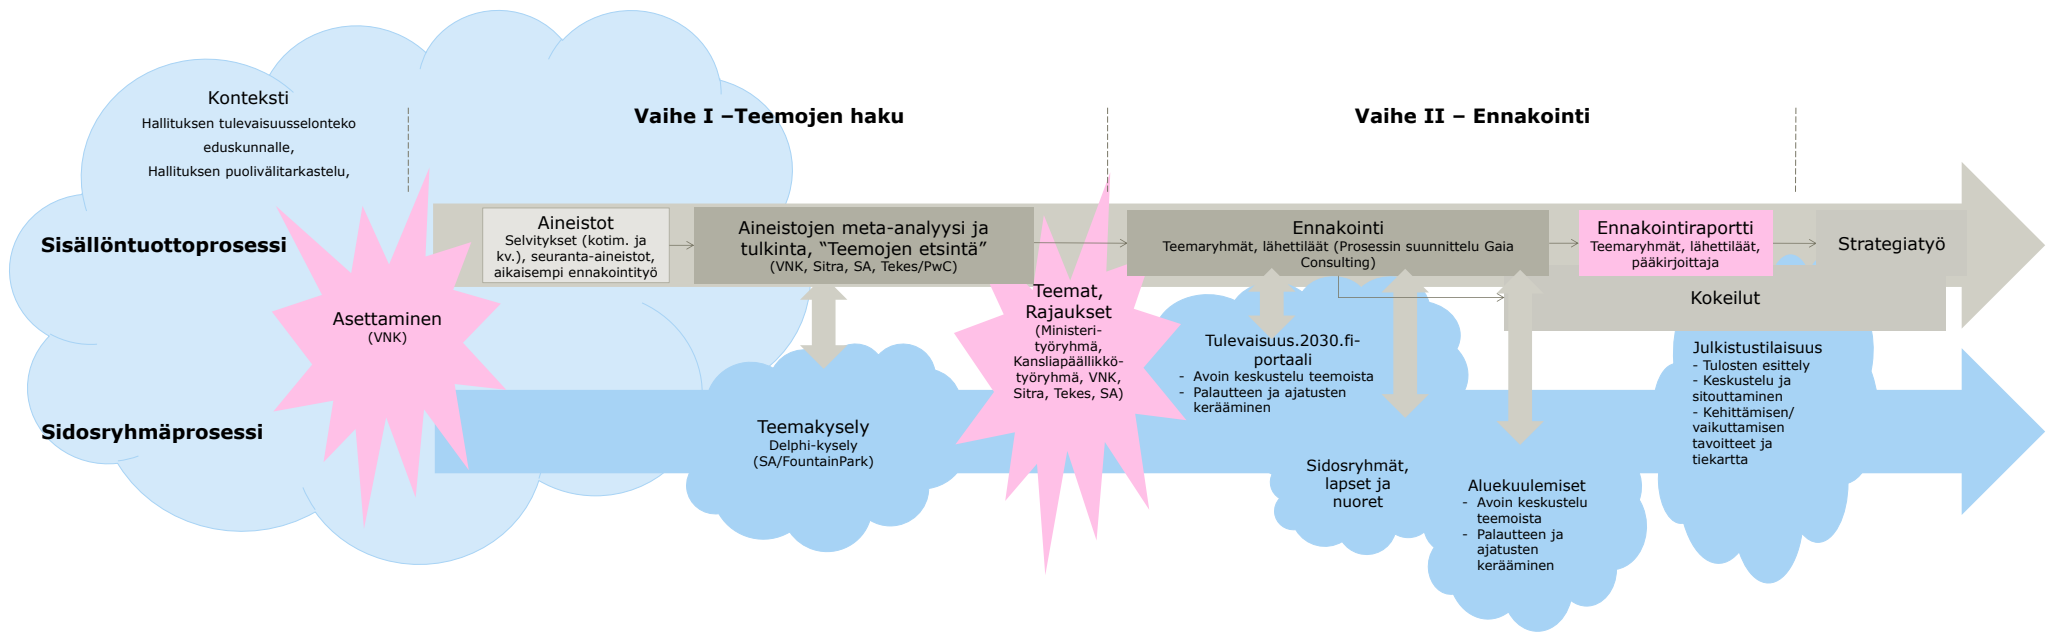 Konteksti
Hallituksen tulevaisuusselonteko
eduskunnalle,
Hallituksen puolivälitarkastelu,
Vaihe I –Teemojen haku
Vaihe II – Ennakointi
Sisällöntuottoprosessi
Aineistot
Selvitykset (kotim. ja
kv.), seuranta-aineistot,
aikaisempi ennakointityö
Aineistojen meta-analyysi ja
tulkinta, “Teemojen etsintä”
(VNK, Sitra, SA, Tekes/PwC)
Ennakointi
Teemaryhmät, lähettiläät (Prosessin suunnittelu Gaia
Consulting)
Ennakointiraportti
Teemaryhmät, lähettiläät,
pääkirjoittaja
Strategiatyö
Kokeilut
Asettaminen
(VNK)
Teemat,
Rajaukset
(Ministeri-
työryhmä,
Kansliapäällikkö-
työryhmä, VNK,
Sitra, Tekes, SA)
Tulevaisuus.2030.fi-
portaali
- Avoin keskustelu teemoista
- Palautteen ja ajatusten
kerääminen
Julkistustilaisuus
- Tulosten esittely
- Keskustelu ja
sitouttaminen
- Kehittämisen/
vaikuttamisen
tavoitteet ja
tiekartta
Sidosryhmäprosessi
Teemakysely
Delphi-kysely
(SA/FountainPark)
Sidosryhmät,
lapset ja
nuoret
Aluekuulemiset
- Avoin keskustelu
teemoista
- Palautteen ja
ajatusten
kerääminen